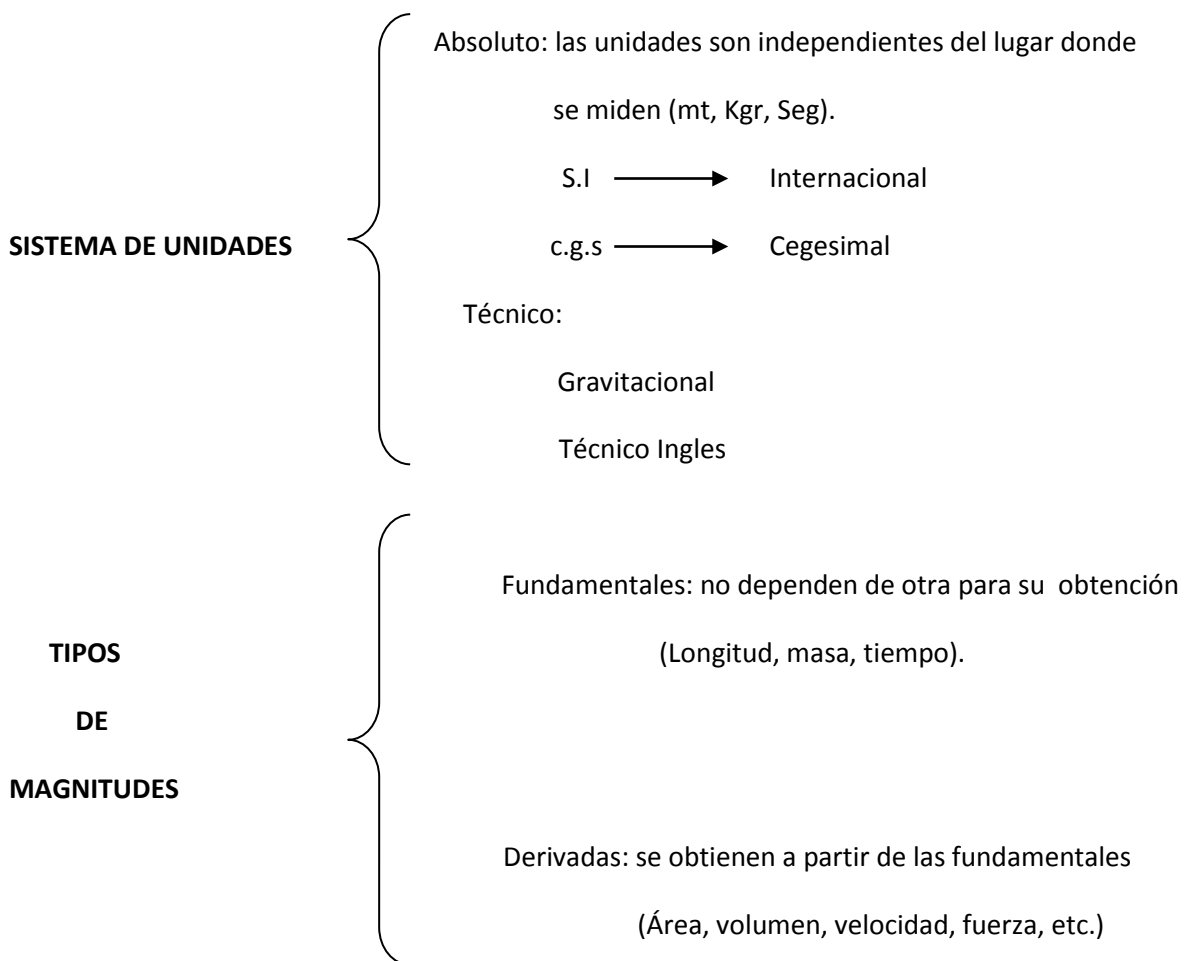 Absoluto: las unidades son independientes del lugar donde
se miden (mt, Kgr, Seg).
S.I Internacional
SISTEMA DE UNIDADES
c.g.s Cegesimal
Técnico:
Gravitacional
Técnico Ingles
Fundamentales: no dependen de otra para su obtención
TIPOS
(Longitud, masa, tiempo).
DE
MAGNITUDES
Derivadas: se obtienen a partir de las fundamentales
(Área, volumen, velocidad, fuerza, etc.)